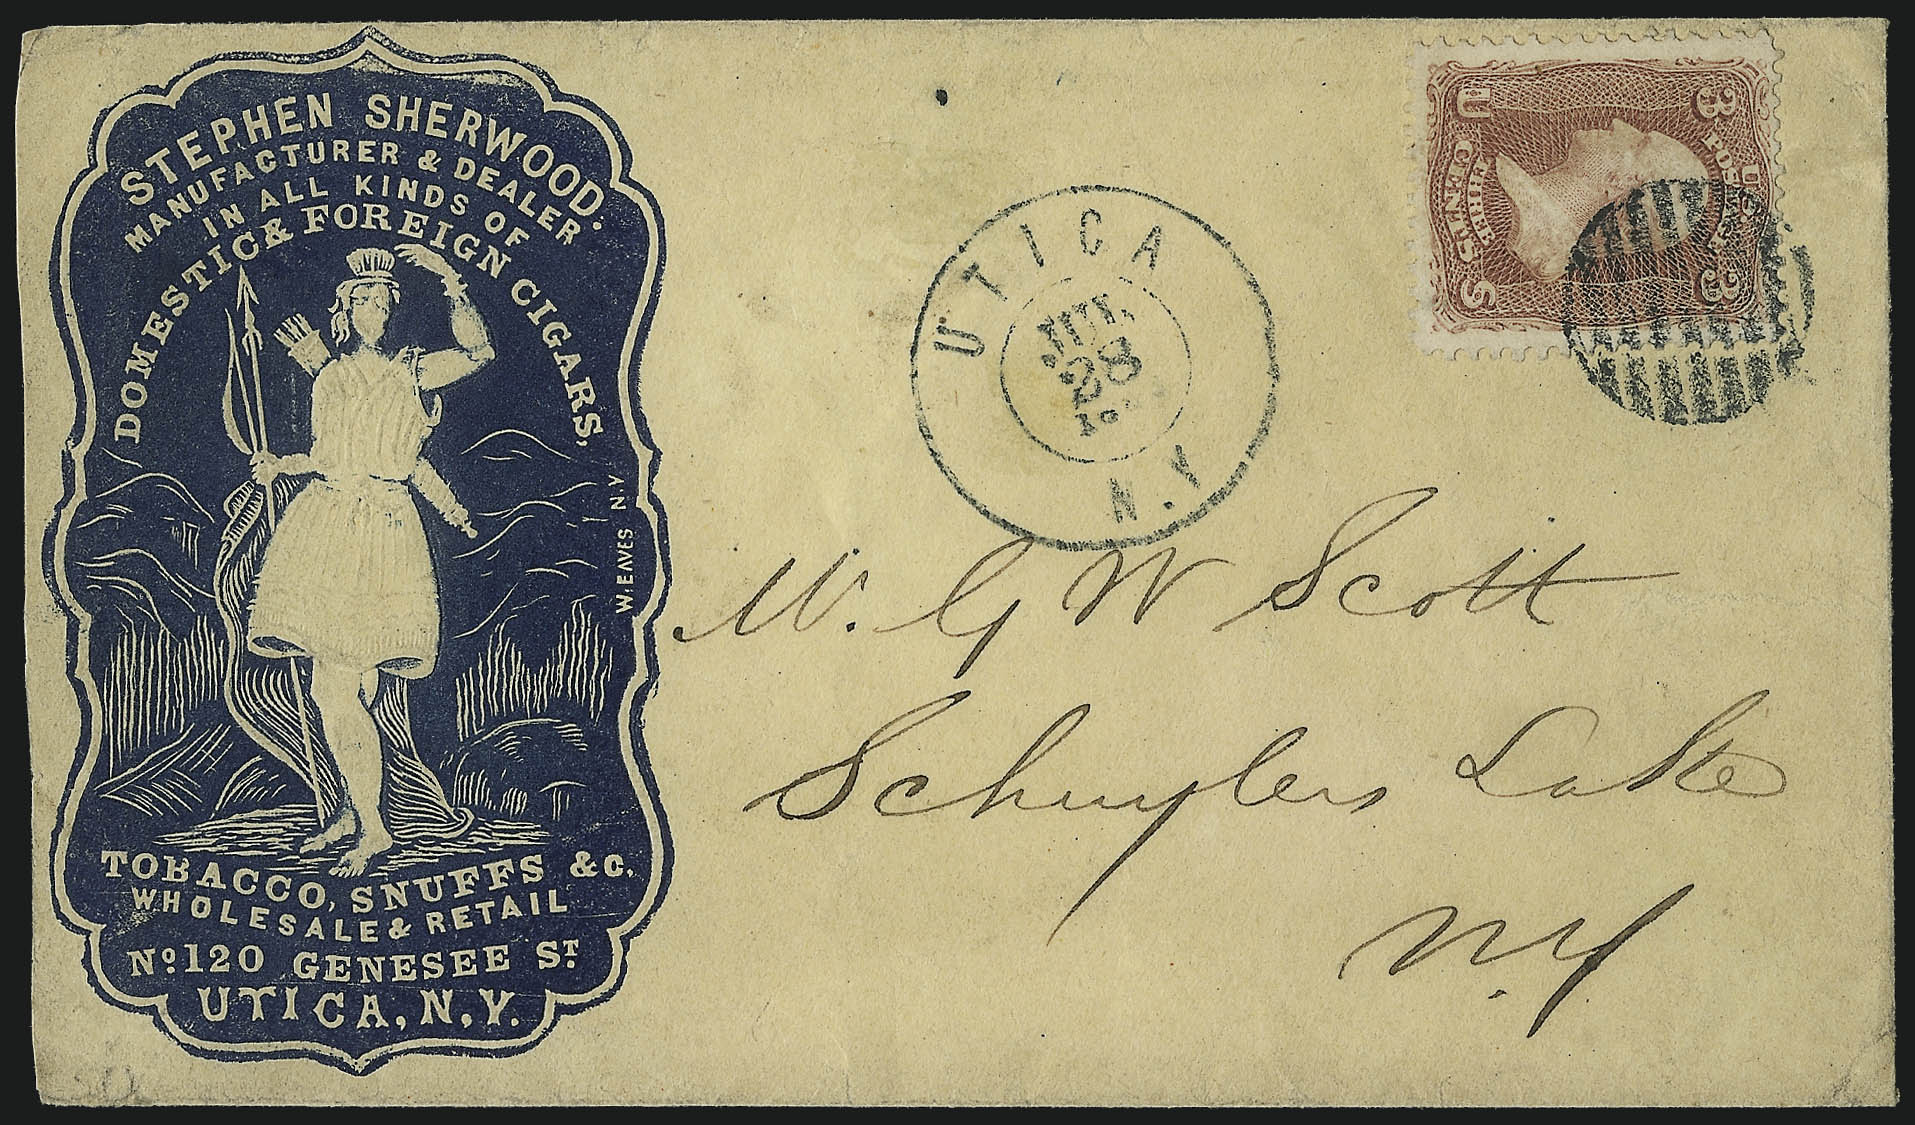 STEPHEN SHERWOOD.
MANUFACTURER & DEALER
IN ALL KINDS OF
DOMESTIC & FOREIGN CIGARS,
W. EAVES N.Y
TOBACCO, SNUFFS &C.
WHOLESALE & RETAIL
No. 120 GENESEE ST.
UTICA, N.Y.
UTICA
28
N.Y
U 3
U.S. POSTAGE
THREE
CENTS
S 3
M. G W Scott
Schuylers Lake
N.Y